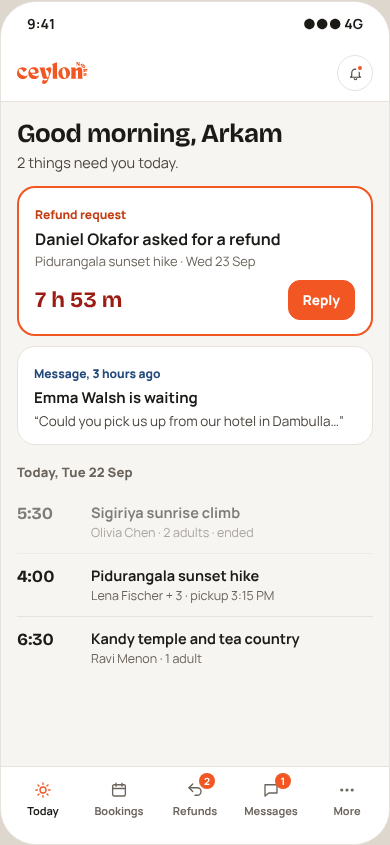 9:41
4G
ceylon
Good morning, Arkam
2 things need you today.
Refund request
Daniel Okafor asked for a refund
Pidurangala sunset hike · Wed 23 Sep
7 h 53 m
Reply
Message, 3 hours ago
Emma Walsh is waiting
“Could you pick us up from our hotel in Dambulla…”
Today, Tue 22 Sep
5:30
Sigiriya sunrise climb
Olivia Chen · 2 adults · ended
4:00
Pidurangala sunset hike
Lena Fischer + 3 · pickup 3:15 PM
6:30
Kandy temple and tea country
Ravi Menon · 1 adult
2
1
Today
Bookings
Refunds
Messages
More